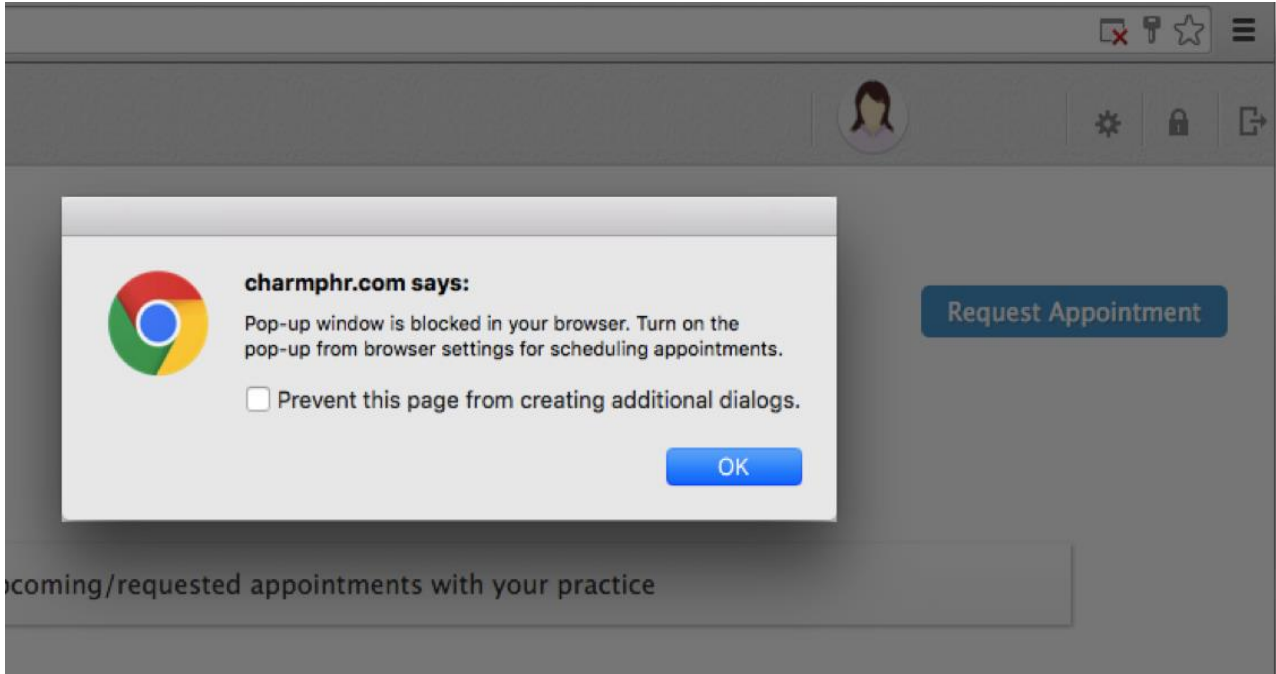 charmphr.com says:
Pop-up window is blocked in your browser. Turn on the
pop-up from browser settings for scheduling appointments.
Prevent this page from creating additional dialogs.
OK
Request Appointment
coming/requested appointments with your practice